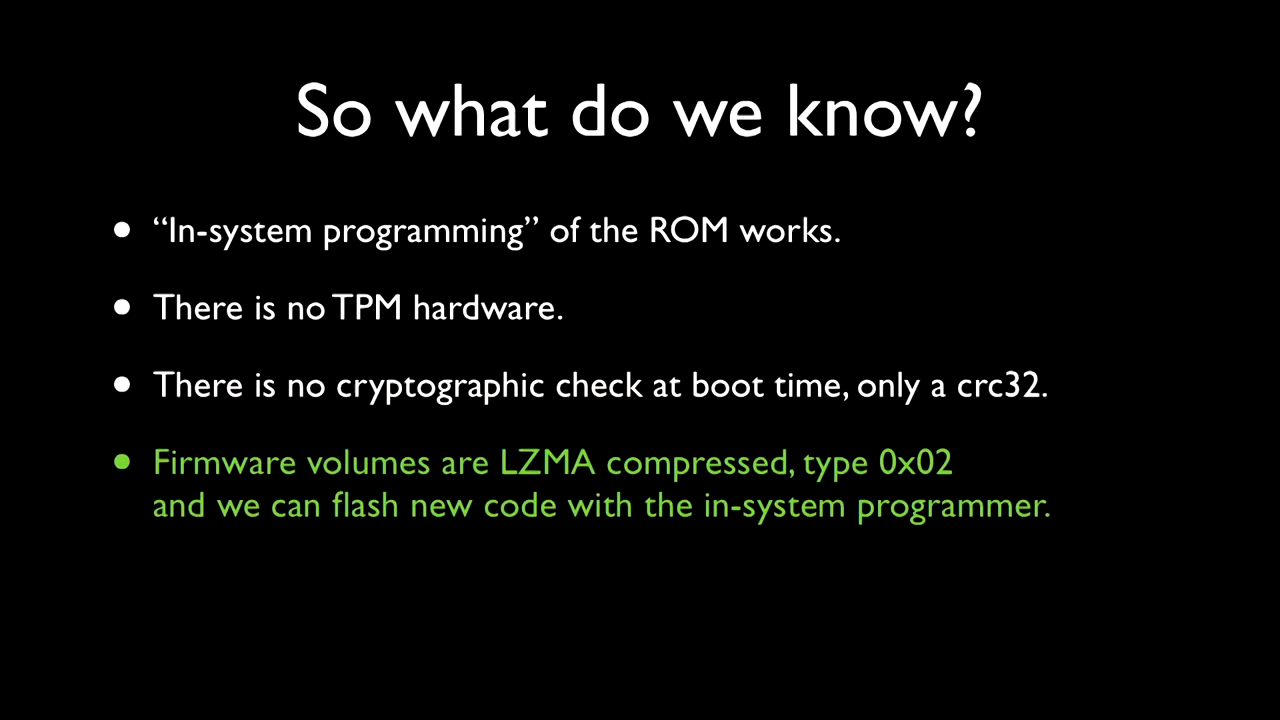 So what do we know?
• “In-system programming” of the ROM works.
• There is no TPM hardware.
• There is no cryptographic check at boot time, only a crc32.
• Firmware volumes are LZMA compressed, type 0x02
and we can flash new code with the in-system programmer.